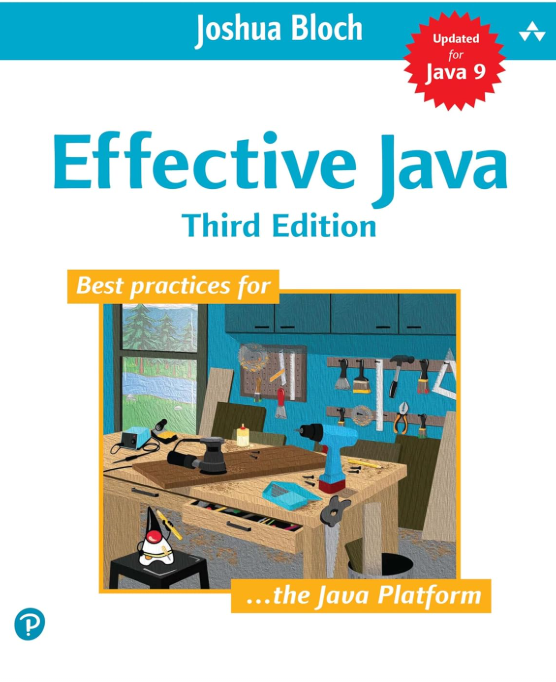 Joshua Bloch
Updated
for
Java 9
Effective Java
Third Edition
Best practices for
...the Java Platform
P